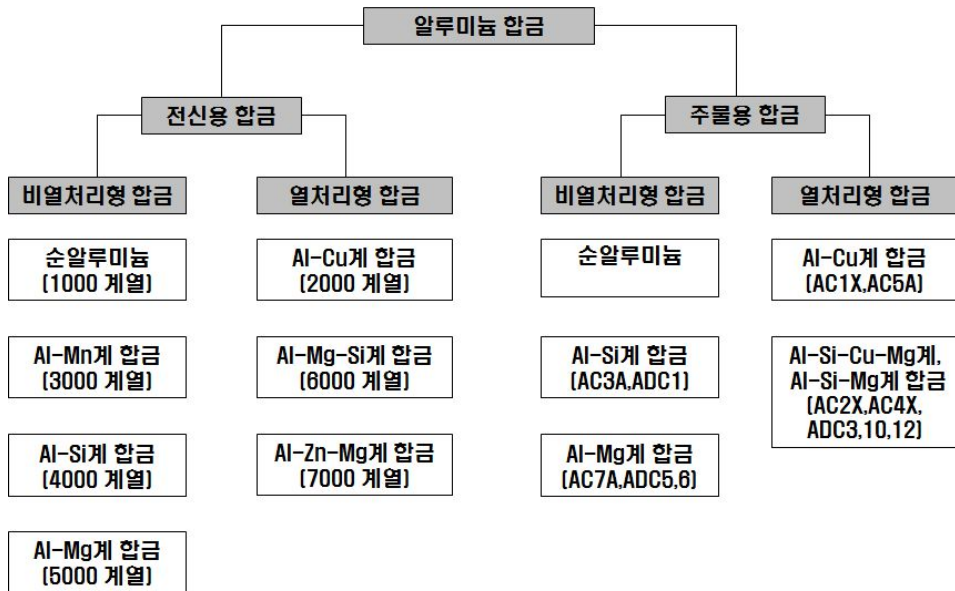 알루미늄 합금
전신용 합금
주물용 합금
비열처리형 합금
열처리형 합금
비열처리형 합금
열처리형 합금
순알루미늄
(1000 계열)
Al-Mn계 합금
(3000 계열)
Al-Si계 합금
(4000 계열)
Al-Mg계 합금
(5000 계열)
Al-Cu계 합금
(2000 계열)
Al-Mg-Si계 합금
(6000 계열)
Al-Zn-Mg계 합금
(7000 계열)
순알루미늄
Al-Si계 합금
(AC3A,ADC1)
Al-Mg계 합금
(AC7A,ADC5,6)
Al-Cu계 합금
(AC1X,AC5A)
Al-Si-Cu-Mg계,
Al-Si-Mg계 합금
(AC2X,AC4X,
ADC3,10,12)